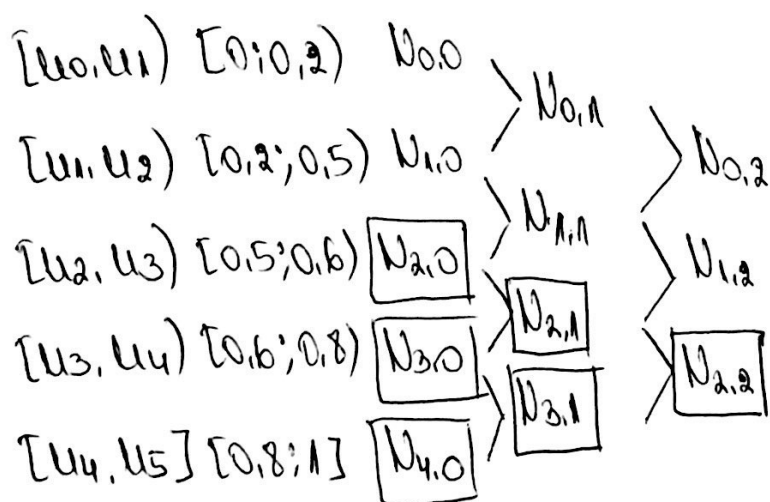 [u0,u1) [0;0,2) N0,0
N0,1
[u1,u2) [0,2;0,5) N1,0
N0,2
N1,1
[u2,u3) [0,5;0,6) N2,0
N1,2
N2,1
[u3,u4) [0,6;0,8) N3,0
N2,2
N3,1
[u4,u5] [0,8;1] N4,0